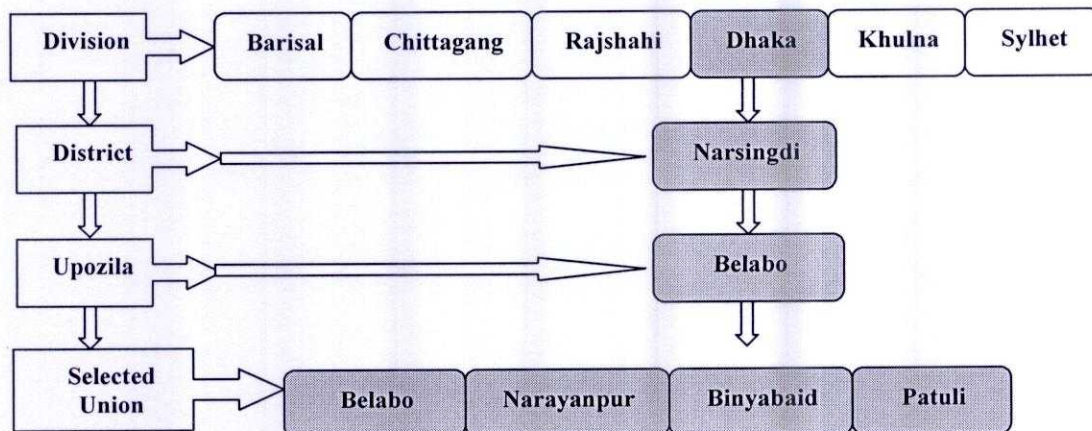 Division Barisal Chittagang Rajshahi Dhaka Khulna Sylhet
District Narsingdi
Upozila Belabo
Selected
Union
Belabo Narayanpur Binyabaid Patuli